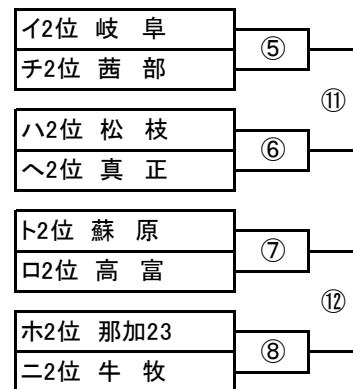 イ2位 岐 阜
⑤
チ2位 茜 部
⑪
ハ2位 松 枝
⑥
ヘ2位 真 正
ト2位 蘇 原
⑦
ロ2位 高 富
⑫
ホ2位 那加23
⑧
ニ2位 牛 牧